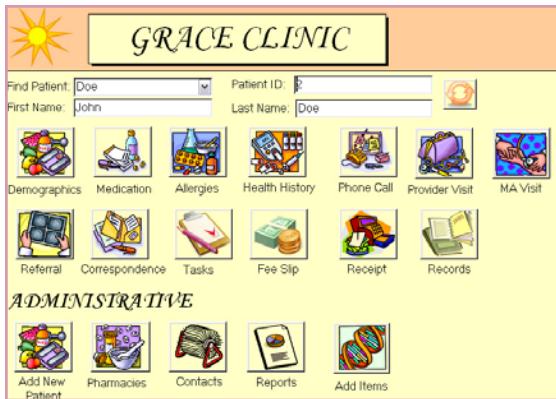 GRACE CLINIC
Find Patient: Doe Patient ID:
First Name: John Last Name: Doe
Demographics Medication Allergies Health History Phone Call Provider Visit MA Visit
Referral Correspondence Tasks Fee Slip Receipt Records
ADMINISTRATIVE
Add New Patient Pharmacies Contacts Reports Add Items